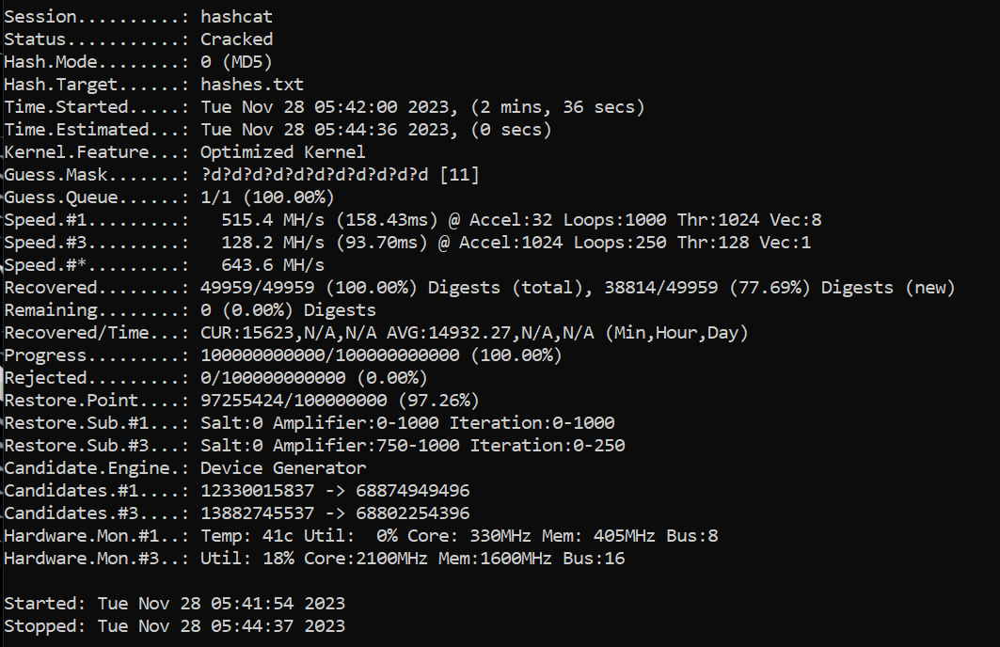 Session..........: hashcat
Status...........: Cracked
Hash.Mode........: 0 (MD5)
Hash.Target......: hashes.txt
Time.Started.....: Tue Nov 28 05:42:00 2023, (2 mins, 36 secs)
Time.Estimated...: Tue Nov 28 05:44:36 2023, (0 secs)
Kernel.Feature...: Optimized Kernel
Guess.Mask.......: ?d?d?d?d?d?d?d?d?d?d?d [11]
Guess.Queue......: 1/1 (100.00%)
Speed.#1.........:   515.4 MH/s (158.43ms) @ Accel:32 Loops:1000 Thr:1024 Vec:8
Speed.#3.........:   128.2 MH/s (93.70ms) @ Accel:1024 Loops:250 Thr:128 Vec:1
Speed.#*.........:   643.6 MH/s
Recovered........: 49959/49959 (100.00%) Digests (total), 38814/49959 (77.69%) Digests (new)
Remaining........: 0 (0.00%) Digests
Recovered/Time...: CUR:15623,N/A,N/A AVG:14932.27,N/A,N/A (Min,Hour,Day)
Progress.........: 100000000000/100000000000 (100.00%)
Rejected.........: 0/100000000000 (0.00%)
Restore.Point....: 97255424/100000000 (97.26%)
Restore.Sub.#1...: Salt:0 Amplifier:0-1000 Iteration:0-1000
Restore.Sub.#3...: Salt:0 Amplifier:750-1000 Iteration:0-250
Candidate.Engine.: Device Generator
Candidates.#1....: 12330015837 -> 68874949496
Candidates.#3....: 13882745537 -> 68802254396
Hardware.Mon.#1..: Temp: 41c Util:  0% Core: 330MHz Mem: 405MHz Bus:8
Hardware.Mon.#3..: Util: 18% Core:2100MHz Mem:1600MHz Bus:16

Started: Tue Nov 28 05:41:54 2023
Stopped: Tue Nov 28 05:44:37 2023